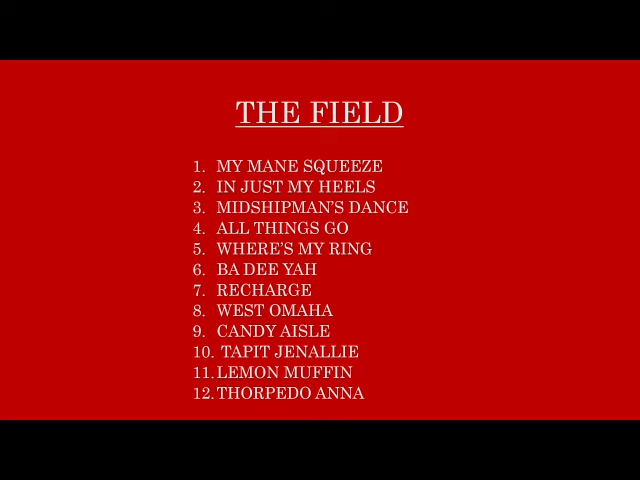 THE FIELD
1. MY MANE SQUEEZE
2. IN JUST MY HEELS
3. MIDSHIPMAN'S DANCE
4. ALL THINGS GO
5. WHERE'S MY RING
6. BA DEE YAH
7. RECHARGE
8. WEST OMAHA
9. CANDY AISLE
10. TAPIT JENALLIE
11. LEMON MUFFIN
12. THORPEDO ANNA